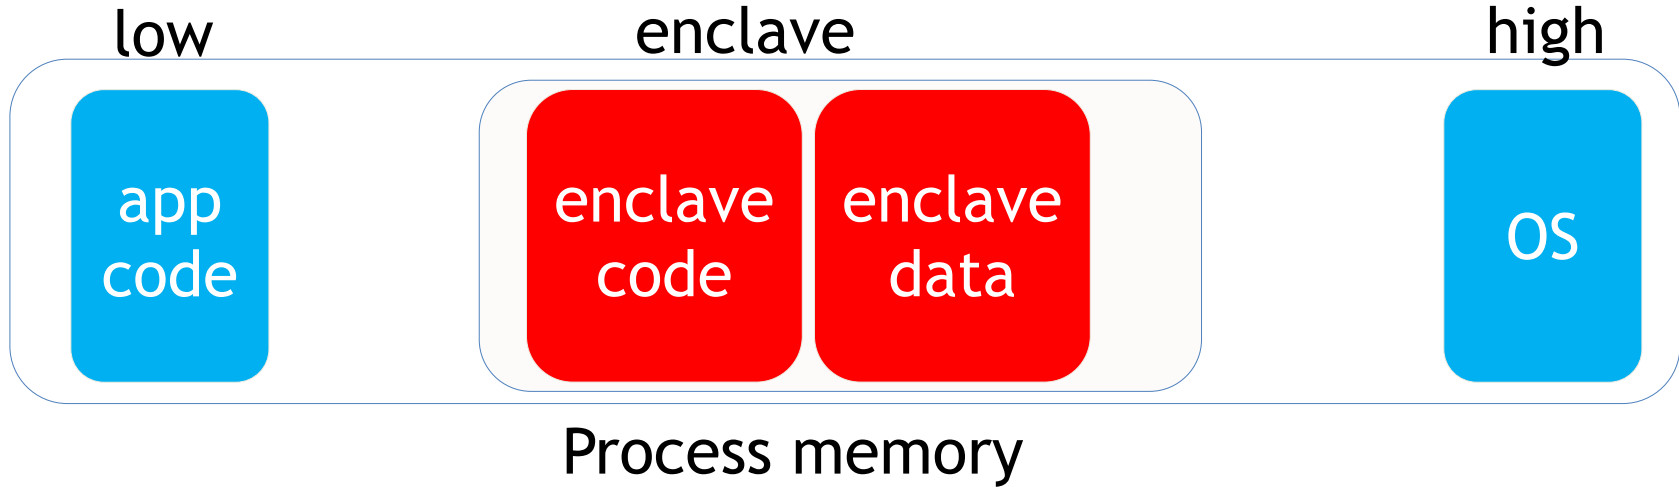 low
enclave
high
app
code
enclave
code
enclave
data
OS
Process memory